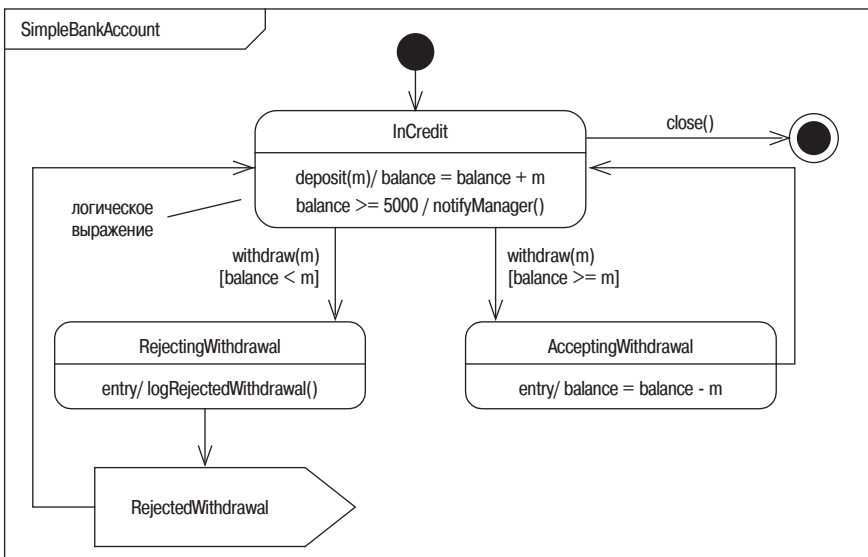 SimpleBankAccount
InCredit
close()
deposit(m)/ balance = balance + m
balance >= 5000 / notifyManager()
логическое
выражение
withdraw(m)
[balance < m]
withdraw(m)
[balance >= m]
RejectingWithdrawal
entry/ logRejectedWithdrawal()
AcceptingWithdrawal
entry/ balance = balance - m
RejectedWithdrawal